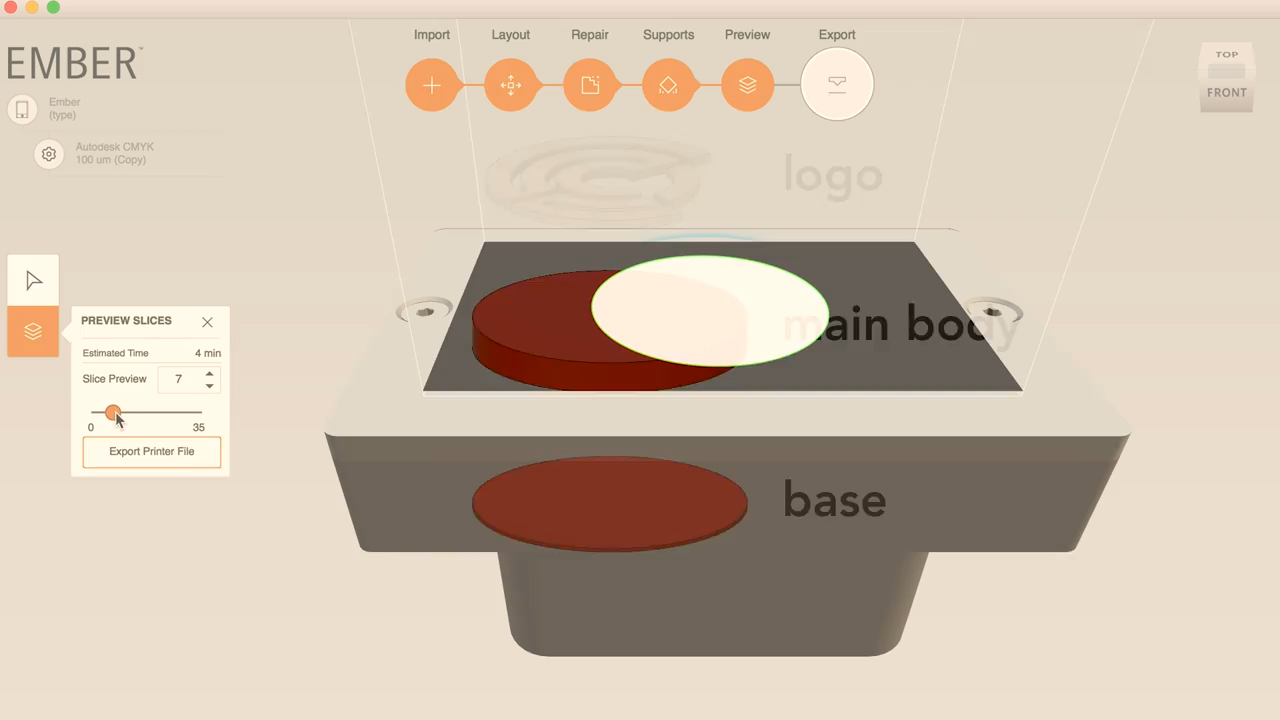 Import Layout Repair Supports Preview Export
EMBER™
Ember
(type)
Autodesk CMYK
100 um (Copy)
TOP
FRONT
logo
main body
base
PREVIEW SLICES
Estimated Time 4 min
Slice Preview 7
0 35
Export Printer File